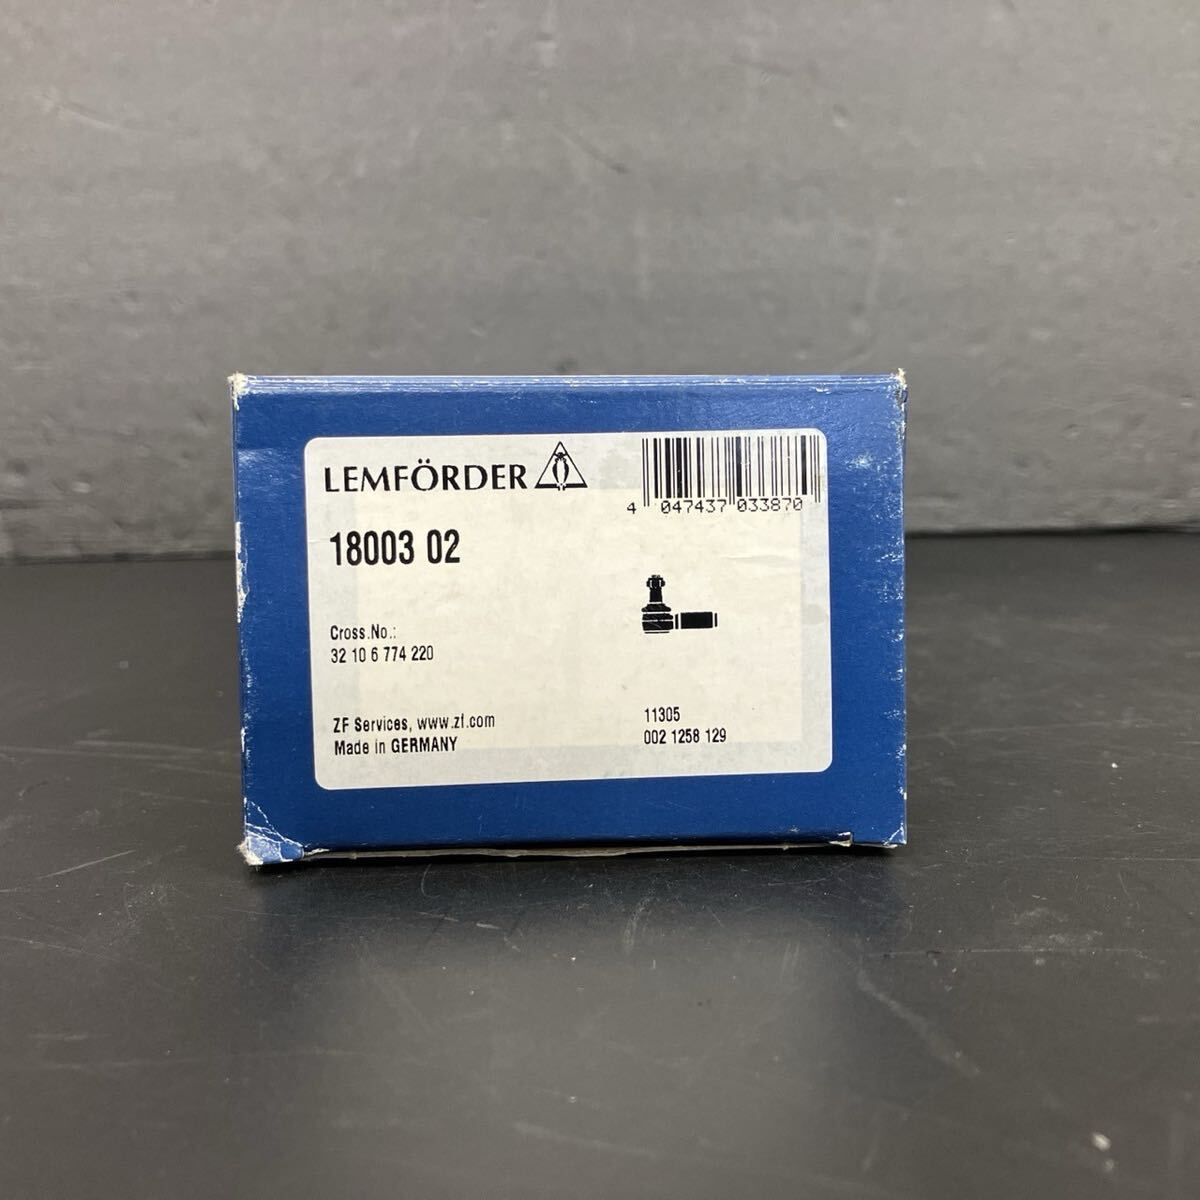 LEMFÖRDER
4 047437 033870
18003 02
Cross.No.:
32 10 6 774 220
ZF Services, www.zf.com
Made in GERMANY
11305
002 1258 129